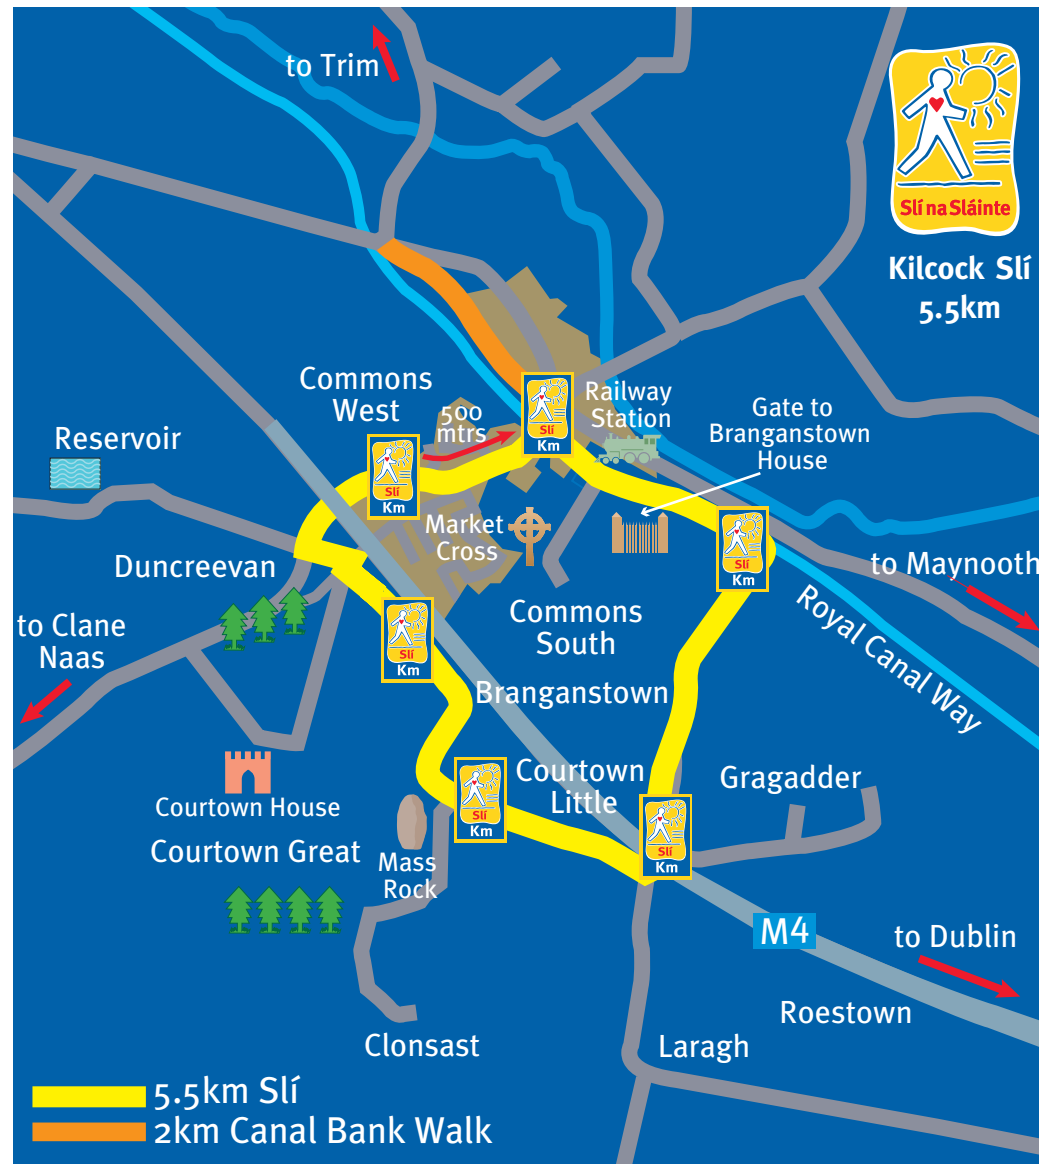 to Trim
Slí na Sláinte
Kilcock Slí
5.5km
Commons
West
500
mtrs
Railway
Station
Gate to
Branganstown
House
Reservoir
Slí
Km
Slí
Km
Market
Cross
Slí
Km
Duncreevan
to Maynooth
to Clane
Naas
Commons
South
Royal Canal Way
Slí
Km
Branganstown
Courtown
Little
Gragadder
Courtown House
Slí
Km
Slí
Km
Courtown Great
Mass
Rock
M4
to Dublin
Roestown
Clonsast
Laragh
5.5km Slí
2km Canal Bank Walk